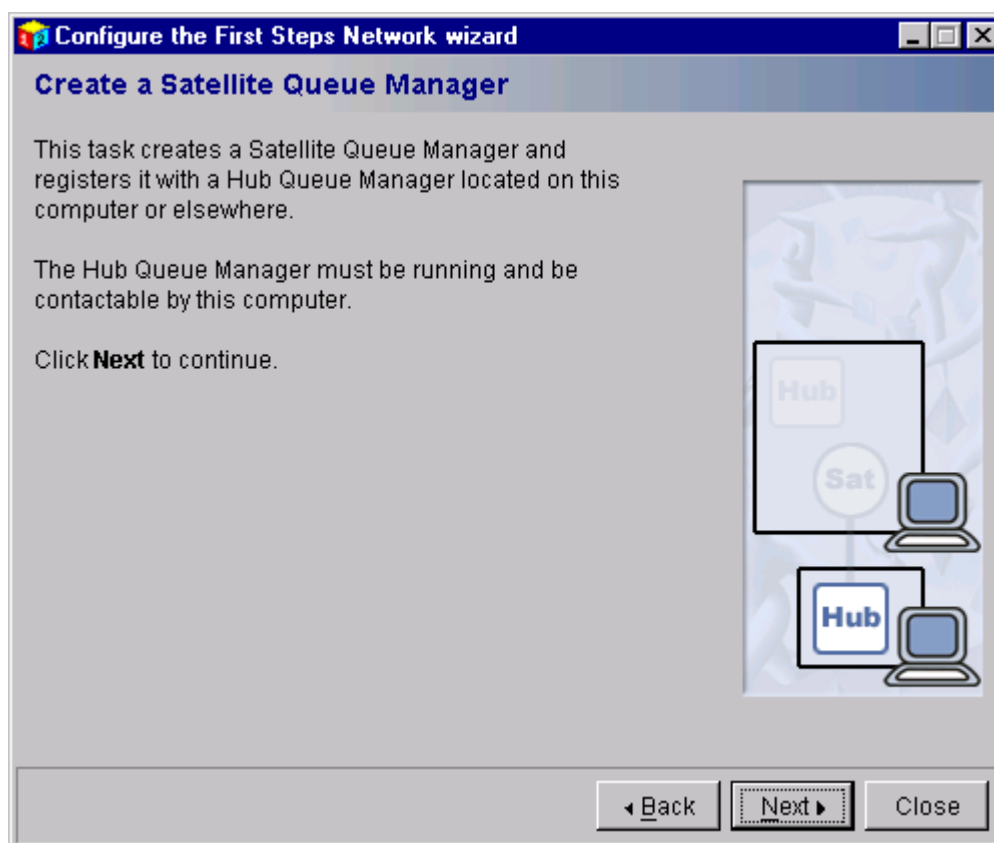 Configure the First Steps Network wizard
Create a Satellite Queue Manager
This task creates a Satellite Queue Manager and
registers it with a Hub Queue Manager located on this
computer or elsewhere.
The Hub Queue Manager must be running and be
contactable by this computer.
Click Next to continue.
Hub
Sat
Hub
Back
Next
Close